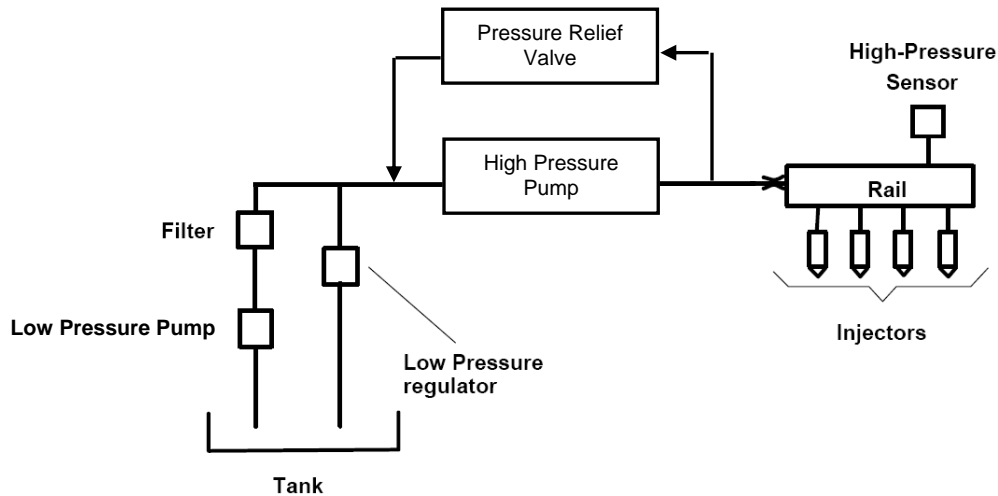 Pressure Relief
Valve
High-Pressure
Sensor
High Pressure
Pump
Rail
Filter
Low Pressure Pump
Injectors
Low Pressure
regulator
Tank